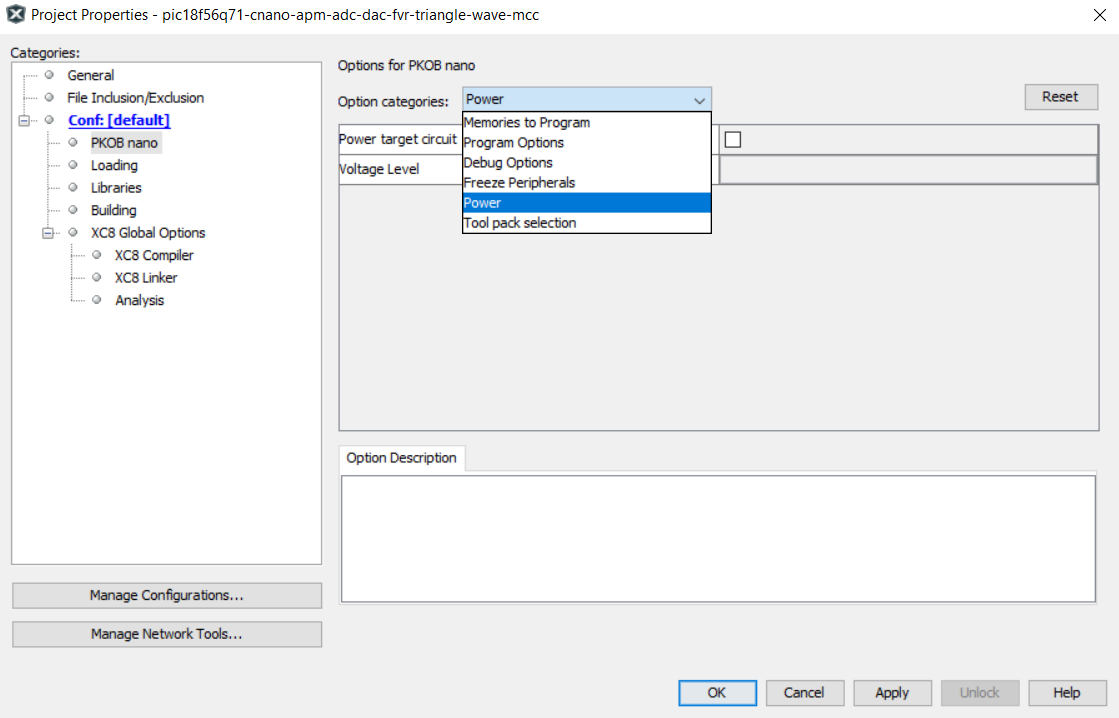 Project Properties - pic18f56q71-cnano-apm-adc-dac-fvr-triangle-wave-mcc
Categories:
General
File Inclusion/Exclusion
Conf: [default]
PKOB nano
Loading
Libraries
Building
XC8 Global Options
XC8 Compiler
XC8 Linker
Analysis
Manage Configurations...
Manage Network Tools...
Options for PKOB nano
Option categories: Power
Reset
Memories to Program
Program Options
Debug Options
Freeze Peripherals
Power
Tool pack selection
Power target circuit
Voltage Level
Option Description
OK Cancel Apply Unlock Help